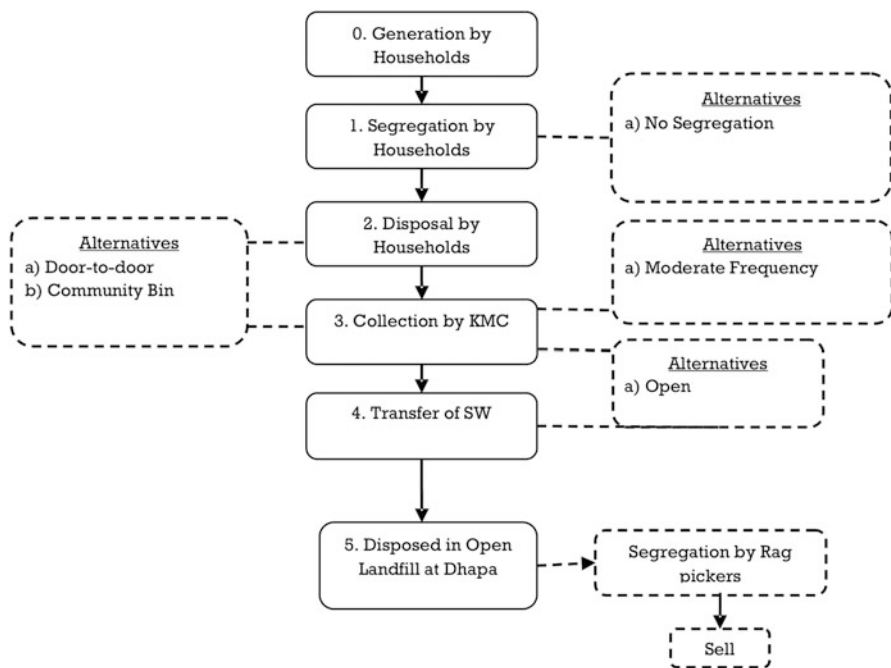 0. Generation by
Households
Alternatives
a) No Segregation
1. Segregation by
Households
2. Disposal by
Households
Alternatives
a) Door-to-door
b) Community Bin
Alternatives
a) Moderate Frequency
3. Collection by KMC
Alternatives
a) Open
4. Transfer of SW
5. Disposed in Open
Landfill at Dhapa
Segregation by Rag
pickers
Sell